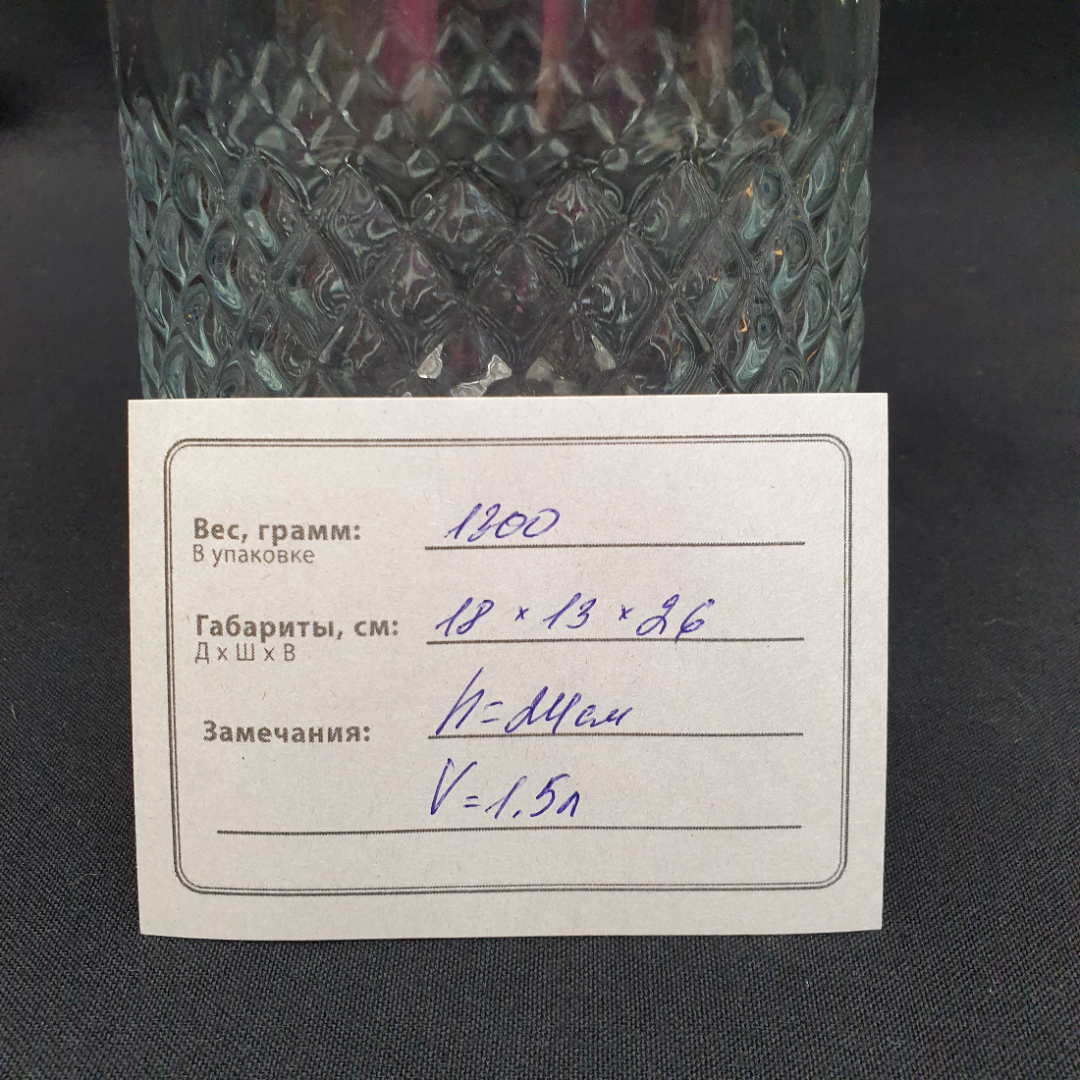 Вес, грамм: 1300
В упаковке
Габариты, см: 18 × 13 × 26
Д х Ш х В
Замечания: h=24см
V=1.5л